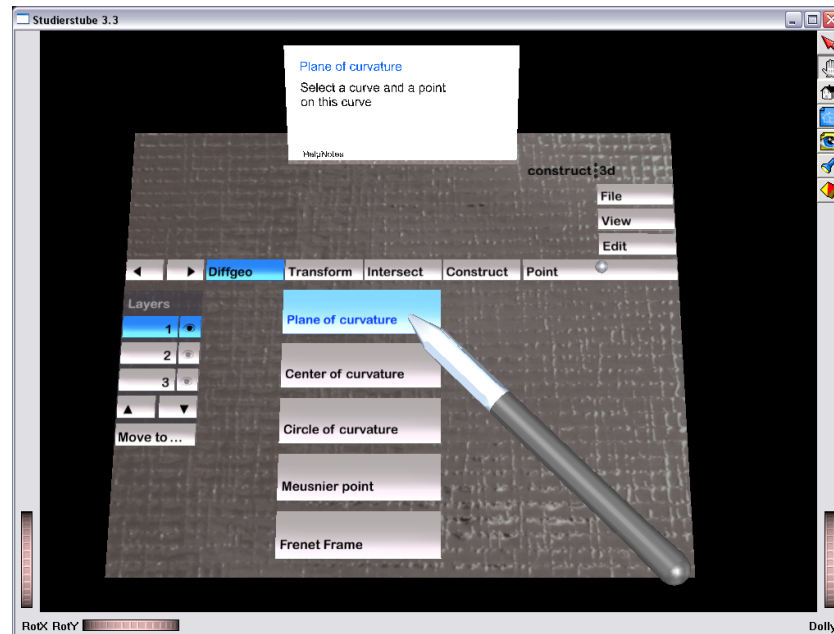 Studierstube 3.3
Plane of curvature
Select a curve and a point
on this curve
HelpNotes
construct 3d
File
View
Edit
Diffgeo Transform Intersect Construct Point
Layers
1
2
3
Move to ...
Plane of curvature
Center of curvature
Circle of curvature
Meusnier point
Frenet Frame
RotX RotY Dolly